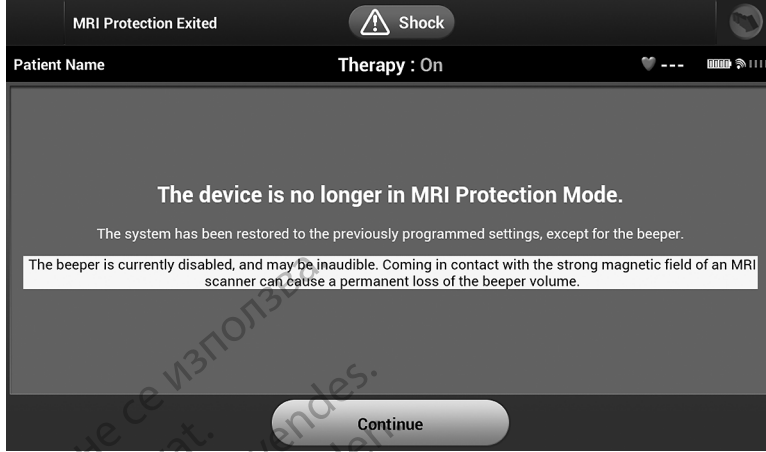 MRI Protection Exited
Shock
Patient Name
Therapy : On
---
The device is no longer in MRI Protection Mode.
The system has been restored to the previously programmed settings, except for the beeper.
The beeper is currently disabled, and may be inaudible. Coming in contact with the strong magnetic field of an MRI
scanner can cause a permanent loss of the beeper volume.
не се използва
Continue